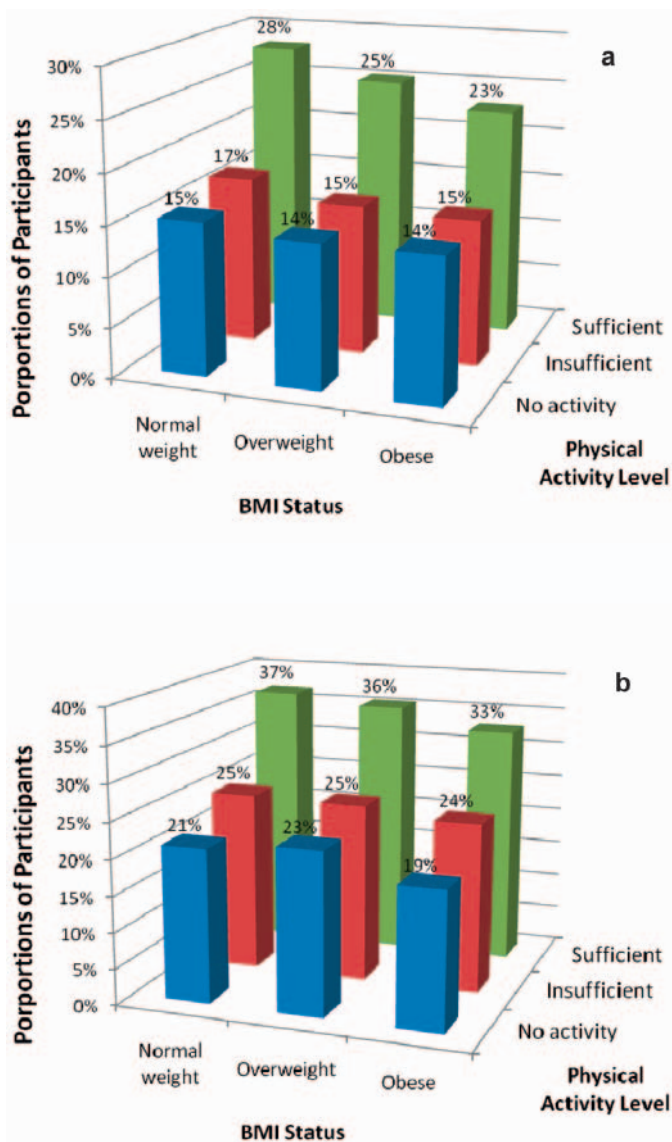 a
30%
25%
20%
15%
10%
5%
0%
Porportions of Participants
28%
25%
23%
17%
15%
15%
15%
14%
14%
Sufficient
Insufficient
No activity
Normal
weight
Overweight
Obese
Physical
Activity Level
BMI Status
b
40%
35%
30%
25%
20%
15%
10%
5%
0%
Porportions of Participants
37%
36%
33%
25%
25%
24%
21%
23%
19%
Sufficient
Insufficient
No activity
Normal
weight
Overweight
Obese
Physical
Activity Level
BMI Status